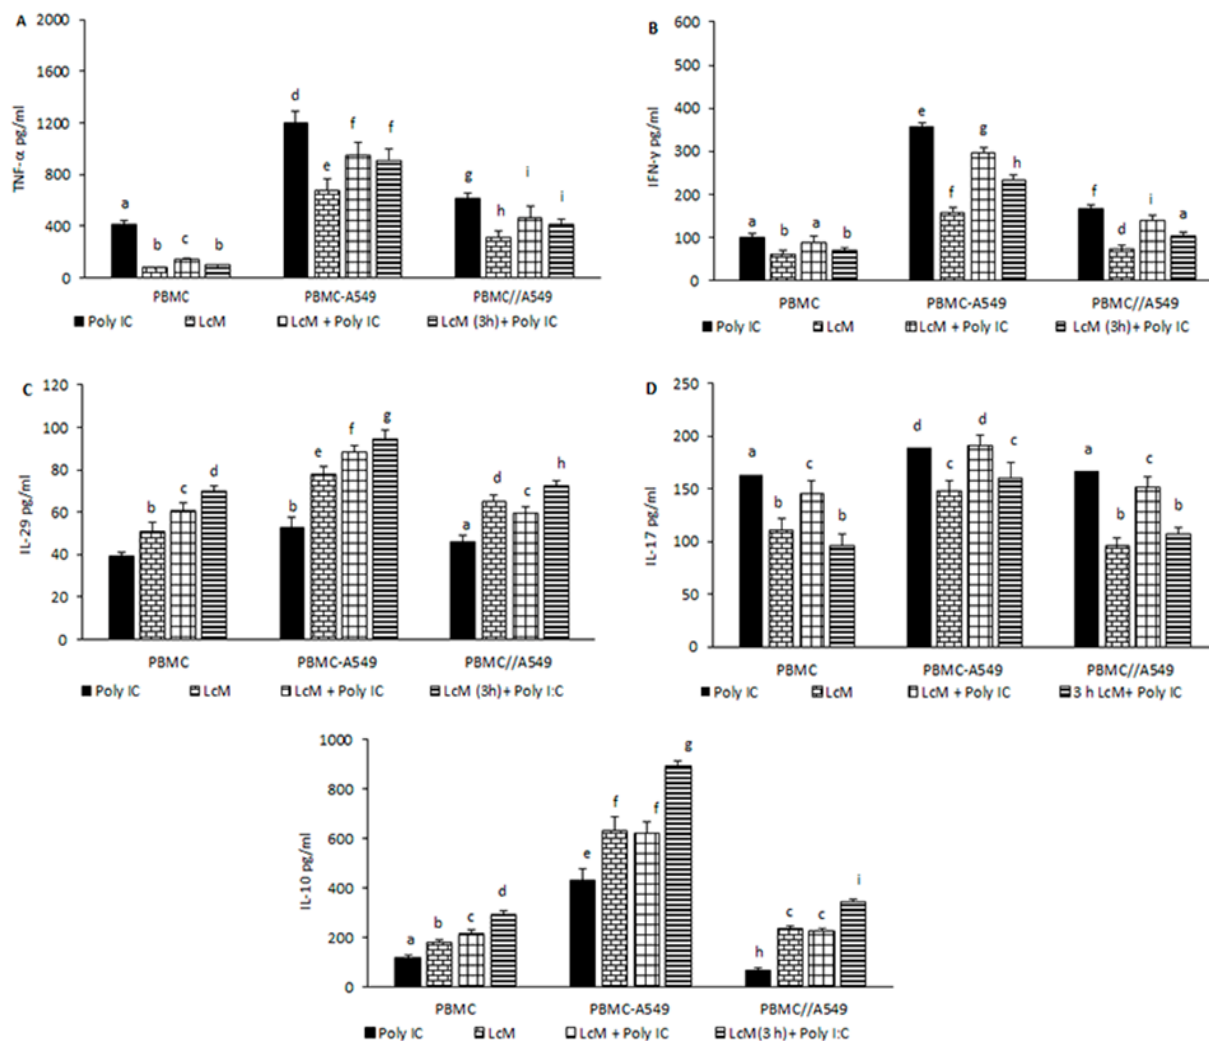 A
2000
1600
1200
800
400
0
TNF-α pg/ml
a b c b d e f f g h i i
PBMC PBMC-A549 PBMC//A549
Poly IC LcM LcM + Poly IC LcM (3h)+ Poly IC
B
600
500
400
300
200
100
0
IFN-γ pg/ml
a b a b e f g h f d i a
PBMC PBMC-A549 PBMC//A549
Poly IC LcM LcM + Poly IC LcM (3h)+ Poly IC
C
120
100
80
60
40
20
0
IL-29 pg/ml
b c d b e f g a d c h
PBMC PBMC-A549 PBMC//A549
Poly IC LcM LcM + Poly IC LcM (3h)+ Poly I:C
D
250
200
150
100
50
0
IL-17 pg/ml
a b c b d c d c a b c b
PBMC PBMC-A549 PBMC//A549
Poly IC LcM LcM + Poly IC 3 h LcM+ Poly IC
1000
800
600
400
200
0
IL-10 pg/ml
a b c d e f f g h c c i
PBMC PBMC-A549 PBMC//A549
Poly IC LcM LcM + Poly IC LcM(3 h)+ Poly I:C